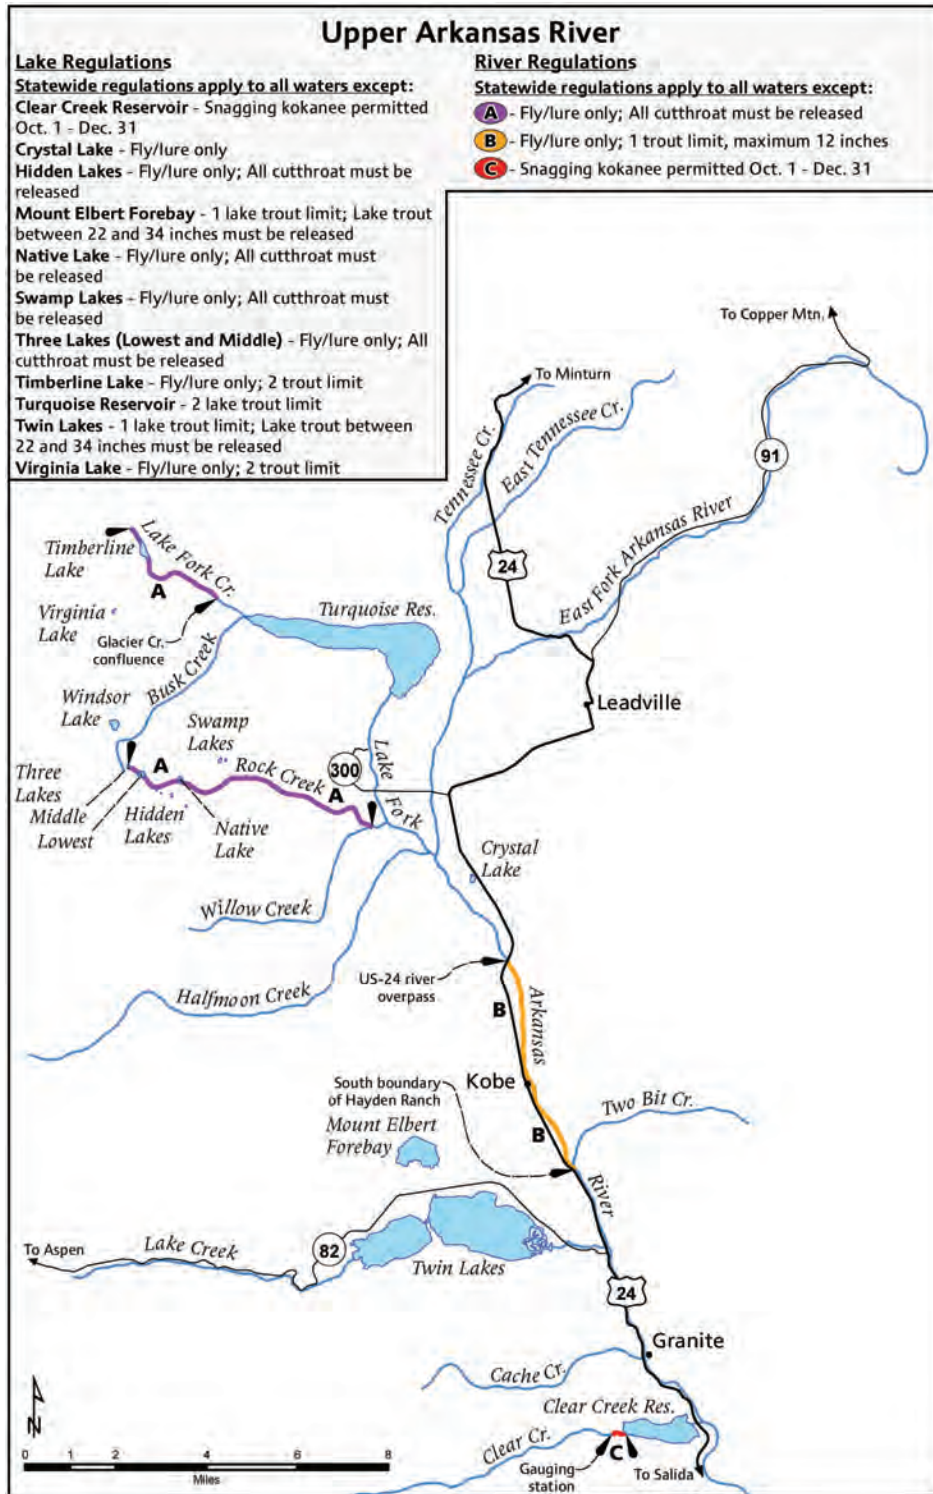 Upper Arkansas River
Lake Regulations
Statewide regulations apply to all waters except:
Clear Creek Reservoir - Snagging kokanee permitted
Oct. 1 - Dec. 31
Crystal Lake - Fly/lure only
Hidden Lakes - Fly/lure only; All cutthroat must be
released
Mount Elbert Forebay - 1 lake trout limit; Lake trout
between 22 and 34 inches must be released
Native Lake - Fly/lure only; All cutthroat must
be released
Swamp Lakes - Fly/lure only; All cutthroat must
be released
Three Lakes (Lowest and Middle) - Fly/lure only; All
cutthroat must be released
Timberline Lake - Fly/lure only; 2 trout limit
Turquoise Reservoir - 2 lake trout limit
Twin Lakes - 1 lake trout limit; Lake trout between
22 and 34 inches must be released
Virginia Lake - Fly/lure only; 2 trout limit
River Regulations
Statewide regulations apply to all waters except:
A - Fly/lure only; All cutthroat must be released
B - Fly/lure only; 1 trout limit, maximum 12 inches
C - Snagging kokanee permitted Oct. 1 - Dec. 31
To Copper Mtn.
To Minturn
Tennessee Cr.
East Tennessee Cr.
91
24
East Fork Arkansas River
Lake Fork Cr.
Timberline
Lake
A
Virginia
Lake
Glacier Cr.
confluence
Turquoise Res.
Busk Creek
Leadville
Windsor
Lake
Swamp
Lakes
Three
Lakes
Middle
Lowest
A
Rock Creek
A
300
Lake
Fork
Hidden
Lakes
Native
Lake
Crystal
Lake
Willow Creek
Halfmoon Creek
US-24 river
overpass
B
Arkansas
Kobe
South boundary
of Hayden Ranch
Mount Elbert
Forebay
B
Two Bit Cr.
River
To Aspen
Lake Creek
82
Twin Lakes
24
Granite
Cache Cr.
Clear Creek Res.
Clear Cr.
C
Gauging
station
To Salida
N
0 1 2 4 6 8
Miles